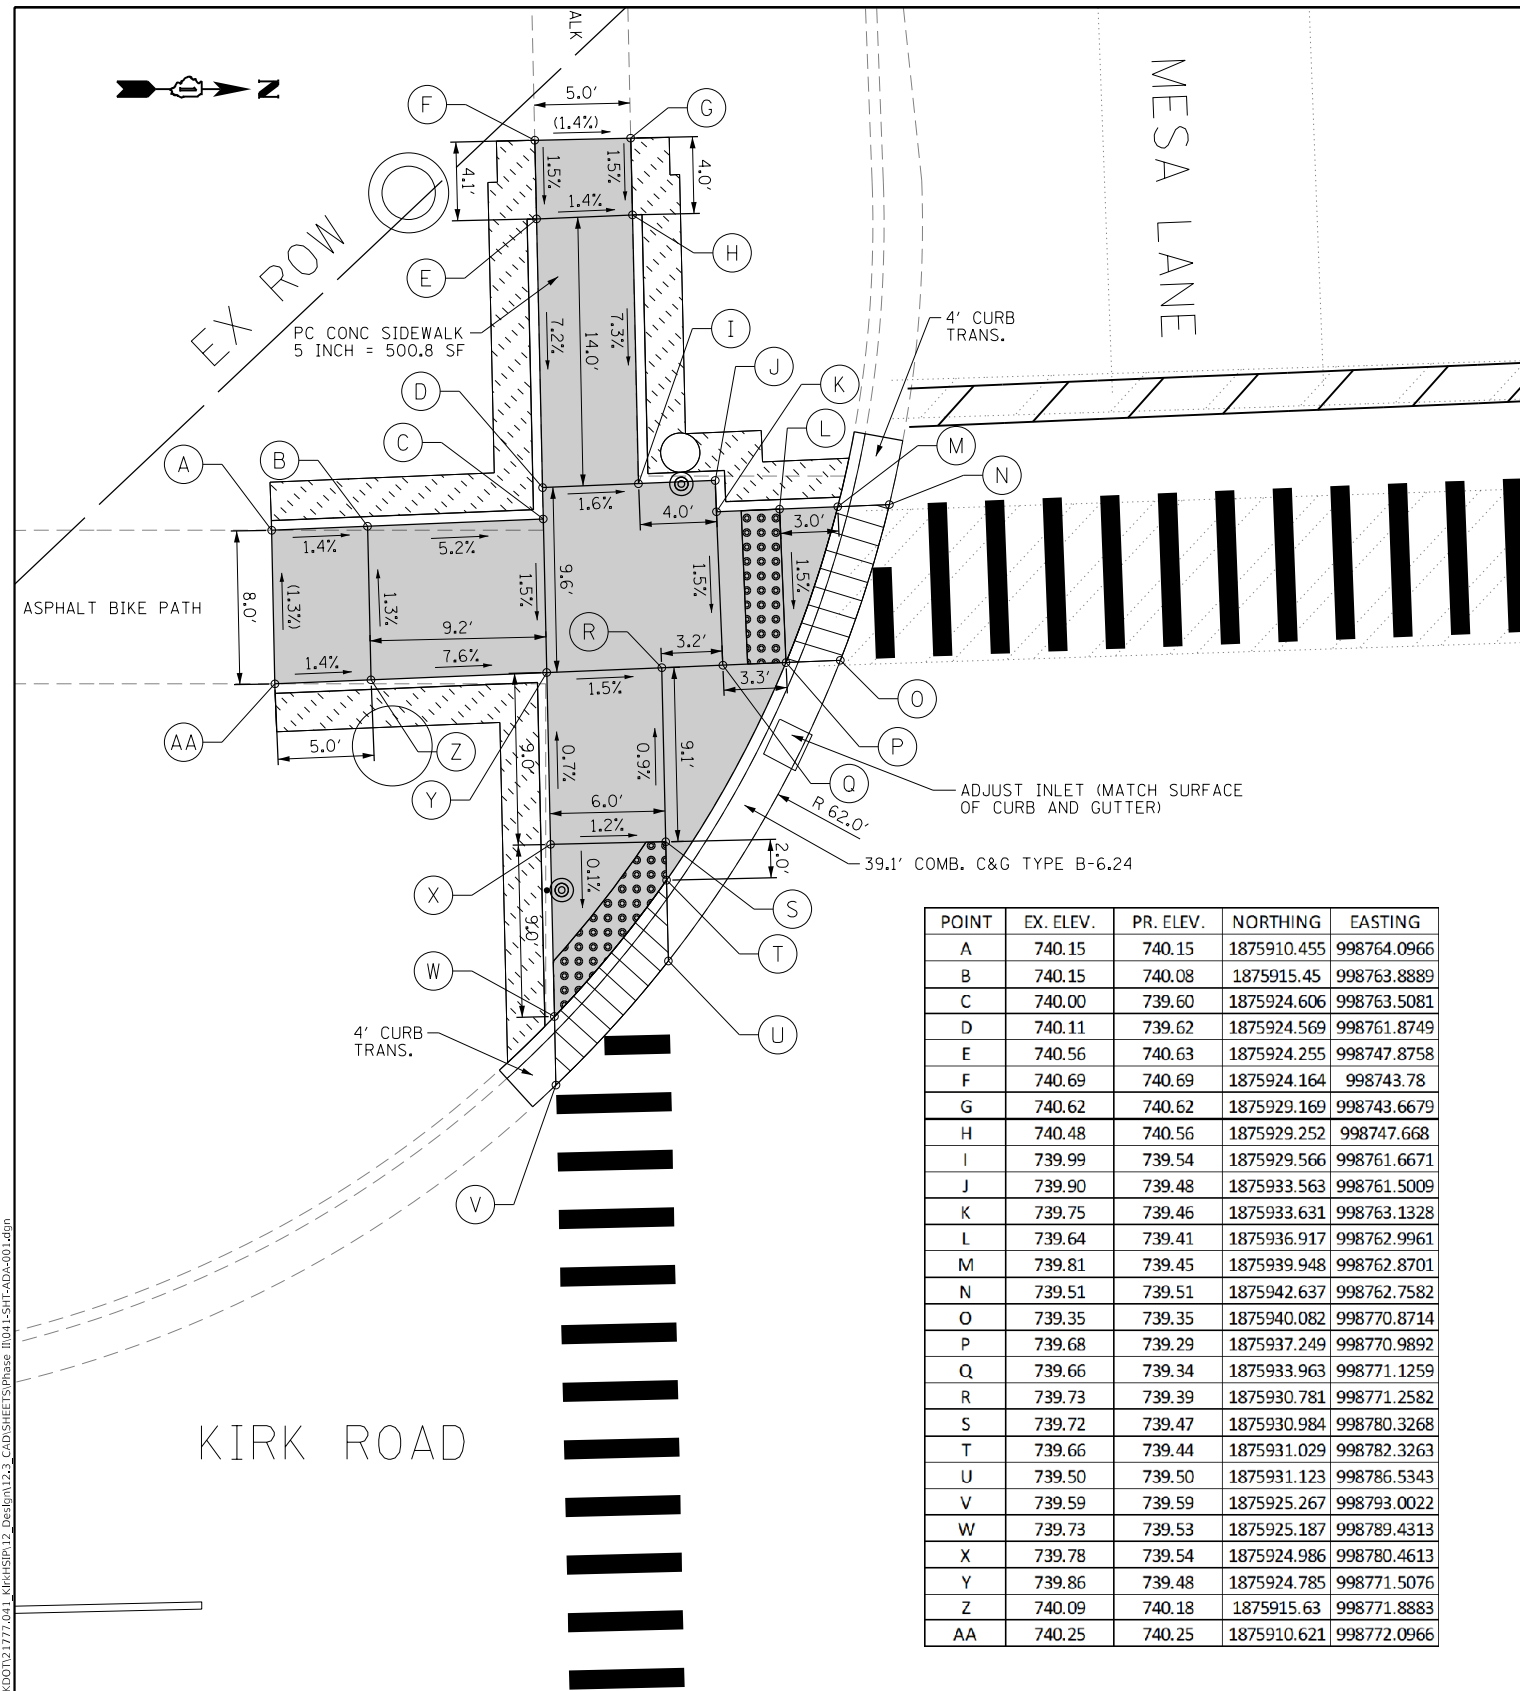 ALK
N
MESA LANE
F
5.0'
G
(1.4%)
1.5%
1.5%
4.1'
4.0'
1.4%
E
H
EX ROW
PC CONC SIDEWALK
5 INCH = 500.8 SF
7.2%
14.0'
7.3%
I
4' CURB
TRANS.
D
J
K
C
L
M
A
B
N
1.6%
4.0'
3.0'
1.4%
5.2%
1.5%
9.6'
1.5%
1.5%
ASPHALT BIKE PATH
8.0'
(1.3%)
1.3%
9.2'
R
3.2'
1.4%
7.6%
1.5%
3.3'
O
AA
5.0'
Z
9.0'
0.7%
0.9%
9.1'
P
Y
Q
ADJUST INLET (MATCH SURFACE
OF CURB AND GUTTER)
6.0'
R 62.0'
1.2%
2.0'
39.1' COMB. C&G TYPE B-6.24
X
0.1%
9.0'
S
T
W
4' CURB
TRANS.
U
V
KIRK ROAD
POINT EX. ELEV. PR. ELEV. NORTHING EASTING
A 740.15 740.15 1875910.455 998764.0966
B 740.15 740.08 1875915.45 998763.8889
C 740.00 739.60 1875924.606 998763.5081
D 740.11 739.62 1875924.569 998761.8749
E 740.56 740.63 1875924.255 998747.8758
F 740.69 740.69 1875924.164 998743.78
G 740.62 740.62 1875929.169 998743.6679
H 740.48 740.56 1875929.252 998747.668
I 739.99 739.54 1875929.566 998761.6671
J 739.90 739.48 1875933.563 998761.5009
K 739.75 739.46 1875933.631 998763.1328
L 739.64 739.41 1875936.917 998762.9961
M 739.81 739.45 1875939.948 998762.8701
N 739.51 739.51 1875942.637 998762.7582
O 739.35 739.35 1875940.082 998770.8714
P 739.68 739.29 1875937.249 998770.9892
Q 739.66 739.34 1875933.963 998771.1259
R 739.73 739.39 1875930.781 998771.2582
S 739.72 739.47 1875930.984 998780.3268
T 739.66 739.44 1875931.029 998782.3263
U 739.50 739.50 1875931.123 998786.5343
V 739.59 739.59 1875925.267 998793.0022
W 739.73 739.53 1875925.187 998789.4313
X 739.78 739.54 1875924.986 998780.4613
Y 739.86 739.48 1875924.785 998771.5076
Z 740.09 740.18 1875915.63 998771.8883
AA 740.25 740.25 1875910.621 998772.0966
KDOT\21777.041_KirkHSIP\12_Design\12.3_CAD\SHEETS\Phase II\041-SHT-ADA-001.dgn